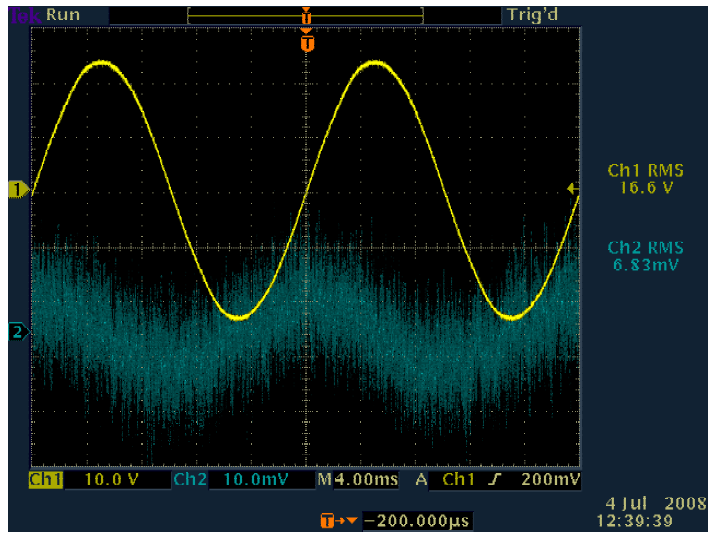 Tek Run Trig'd
T
T
1
Ch1 RMS
16.6 V
Ch2 RMS
6.83mV
2
Ch1 10.0 V Ch2 10.0mV M4.00ms A Ch1 200mV
T -200.000µs
4 Jul 2008
12:39:39